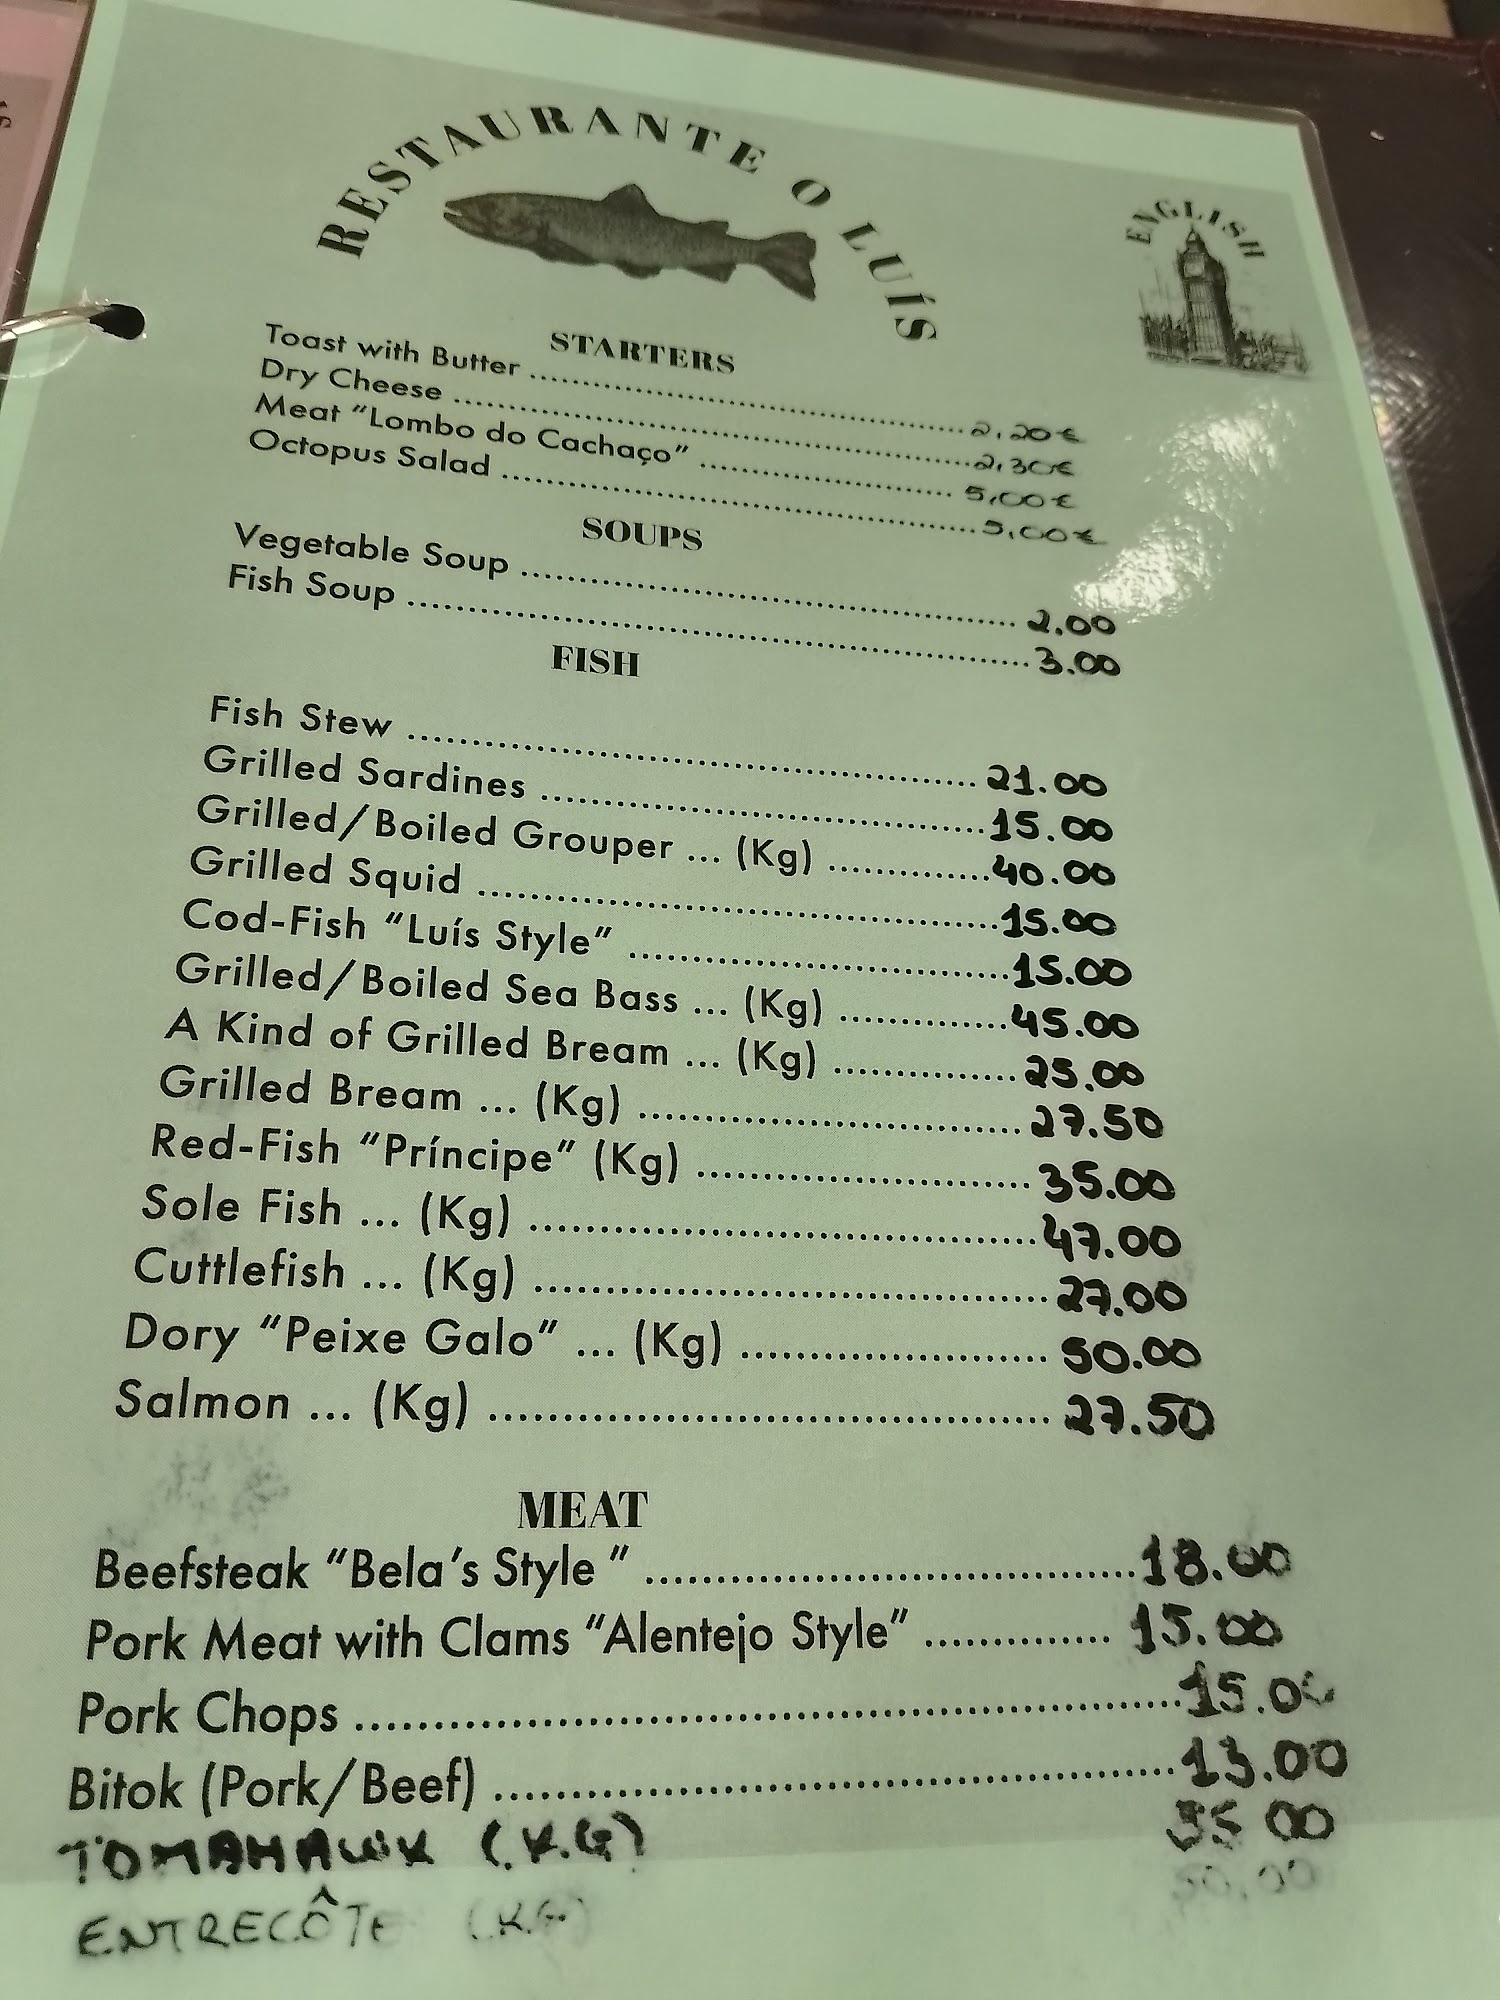 RESTAURANTE O LUÍS
ENGLISH
STARTERS
Toast with Butter ........ 2,20€
Dry Cheese ........ 2,30€
Meat “Lombo do Cachaço” ........ 5,00€
Octopus Salad ........ 5,00€
SOUPS
Vegetable Soup ........ 2.00
Fish Soup ........ 3.00
FISH
Fish Stew ........ 21.00
Grilled Sardines ........ 15.00
Grilled/Boiled Grouper ... (Kg) ........ 40.00
Grilled Squid ........ 15.00
Cod-Fish “Luís Style” ........ 15.00
Grilled/Boiled Sea Bass ... (Kg) ........ 45.00
A Kind of Grilled Bream ... (Kg) ........ 25.00
Grilled Bream ... (Kg) ........ 27.50
Red-Fish “Príncipe” (Kg) ........ 35.00
Sole Fish ... (Kg) ........ 47.00
Cuttlefish ... (Kg) ........ 27.00
Dory “Peixe Galo” ... (Kg) ........ 50.00
Salmon ... (Kg) ........ 27.50
MEAT
Beefsteak “Bela’s Style ” ........ 18.00
Pork Meat with Clams “Alentejo Style” ........ 15.00
Pork Chops ........ 15.00
Bitok (Pork/Beef) ........ 13.00
TOMAHAWK (K.G)
ENTRECÔTE (K.G)